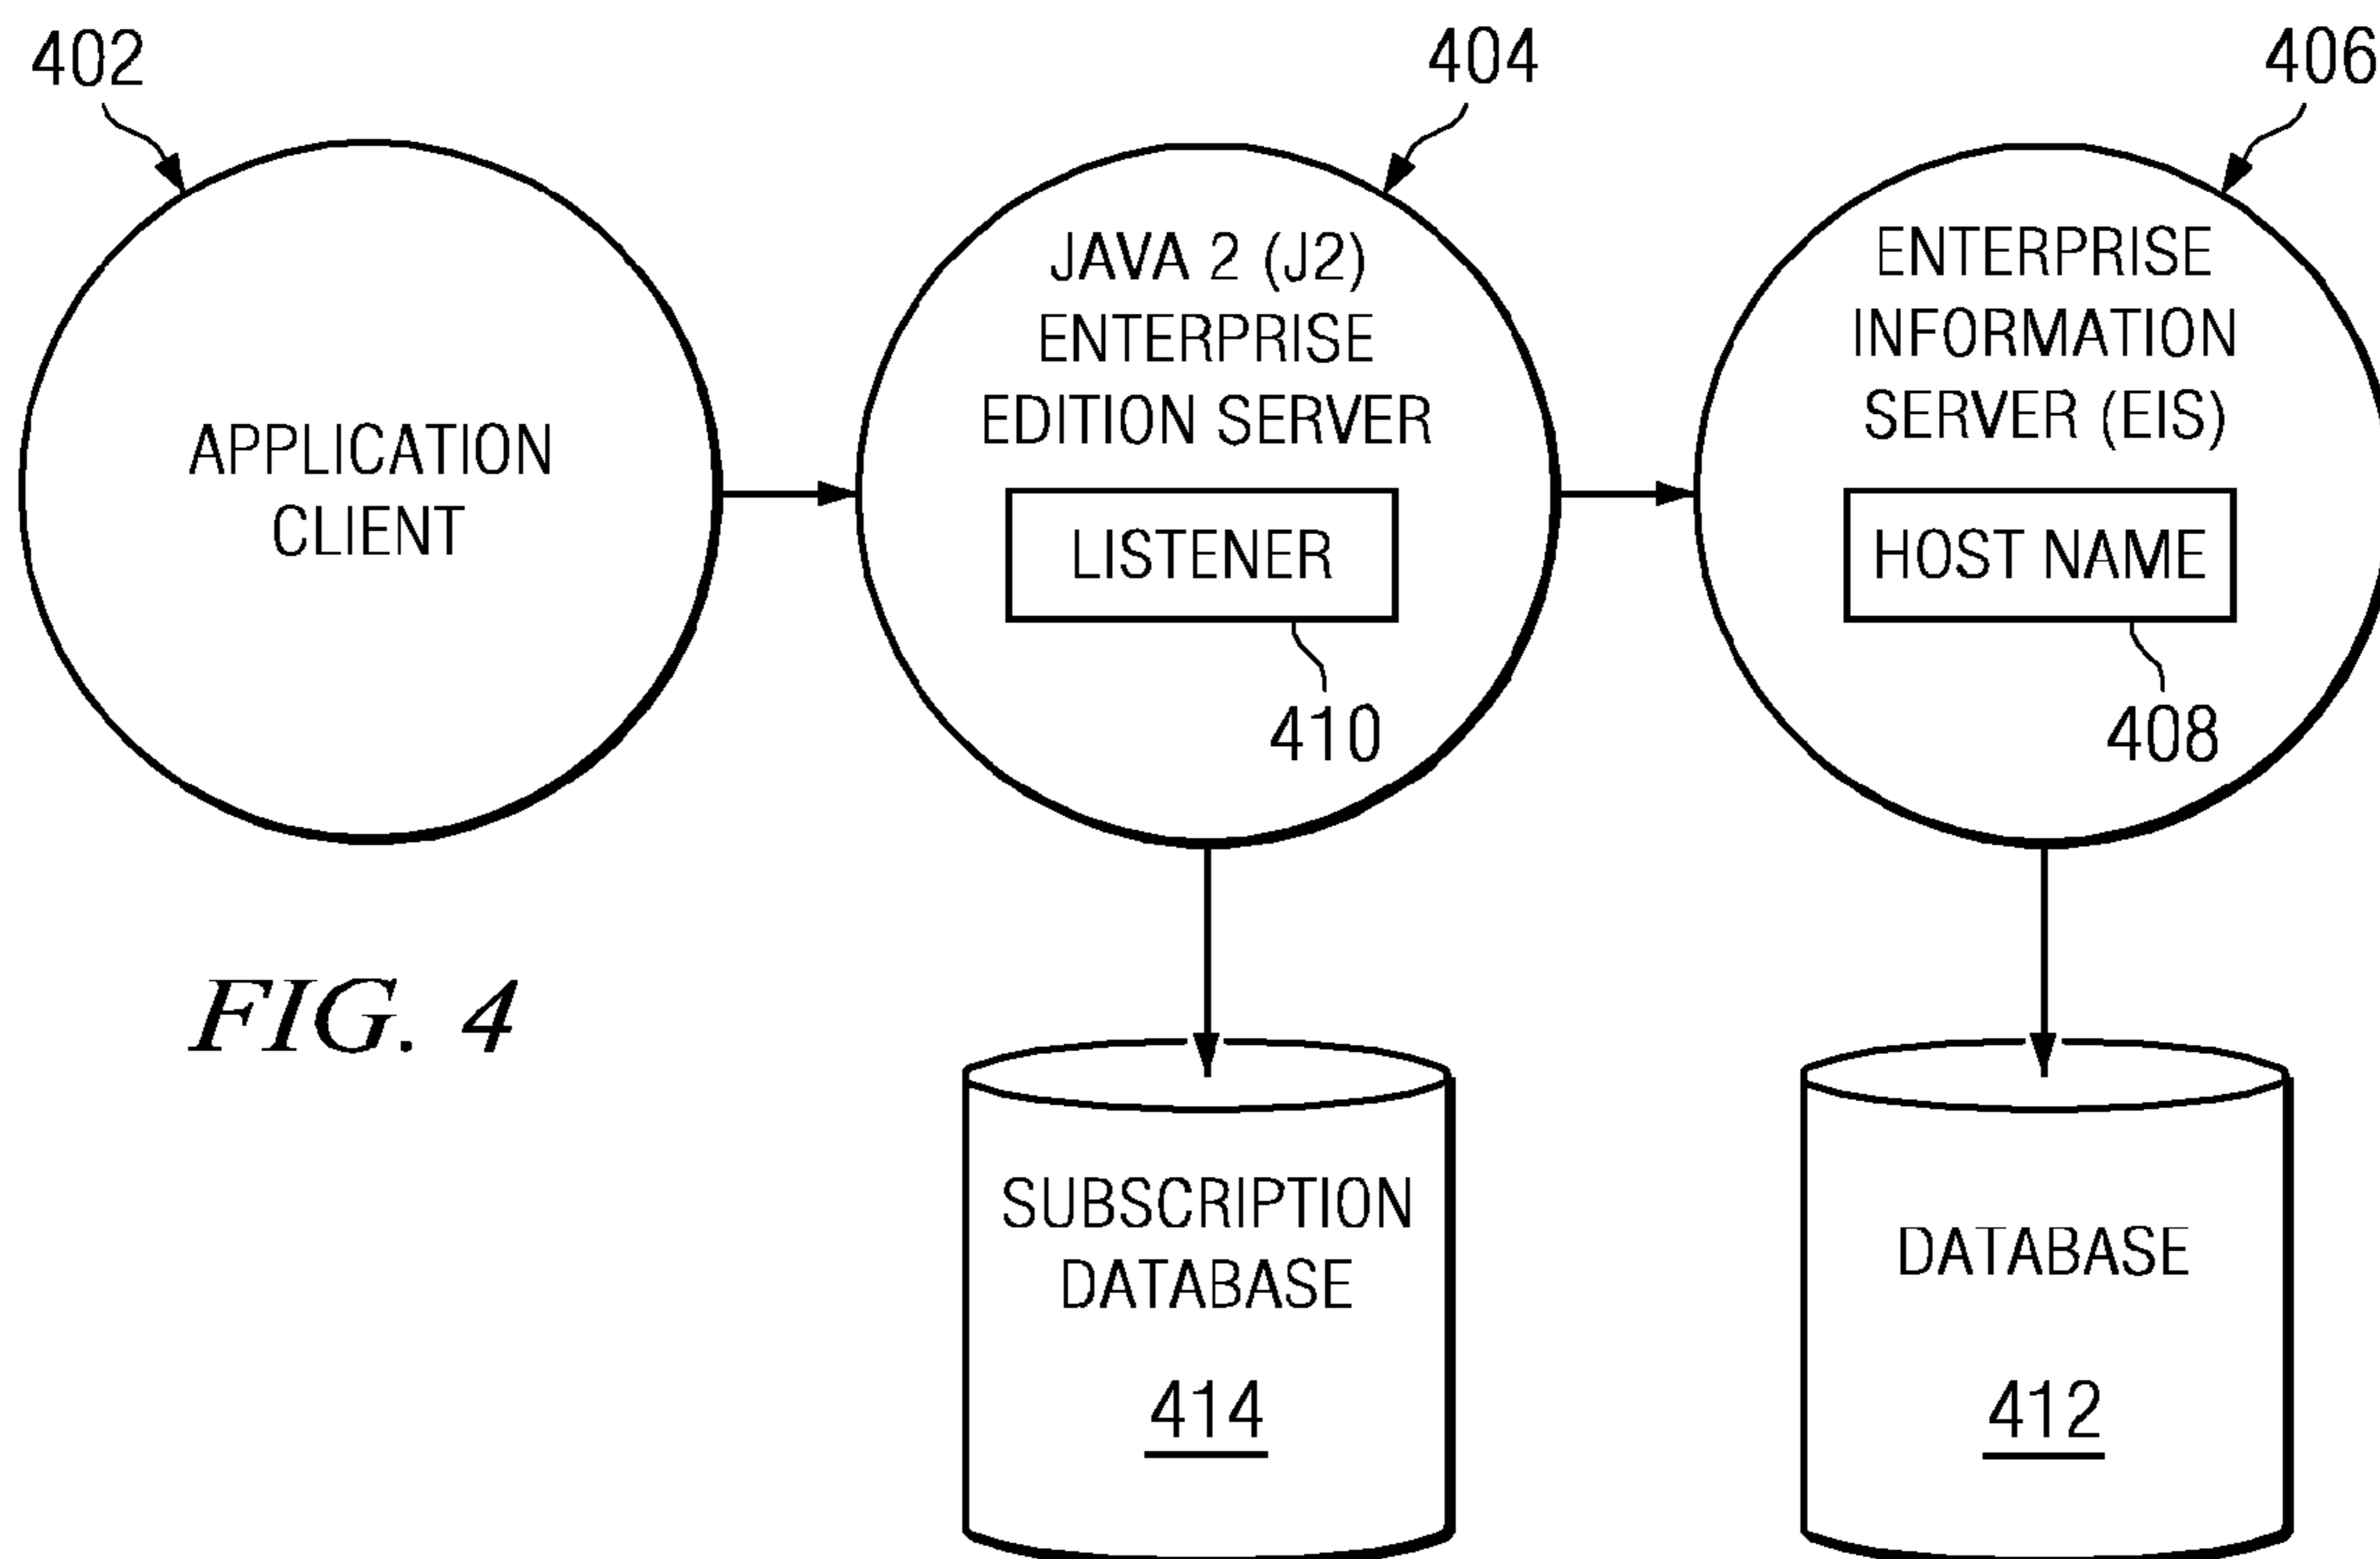 402
404
406
APPLICATION
CLIENT
JAVA 2 (J2)
ENTERPRISE
EDITION SERVER
LISTENER
410
ENTERPRISE
INFORMATION
SERVER (EIS)
HOST NAME
408
FIG. 4
SUBSCRIPTION
DATABASE
414
DATABASE
412